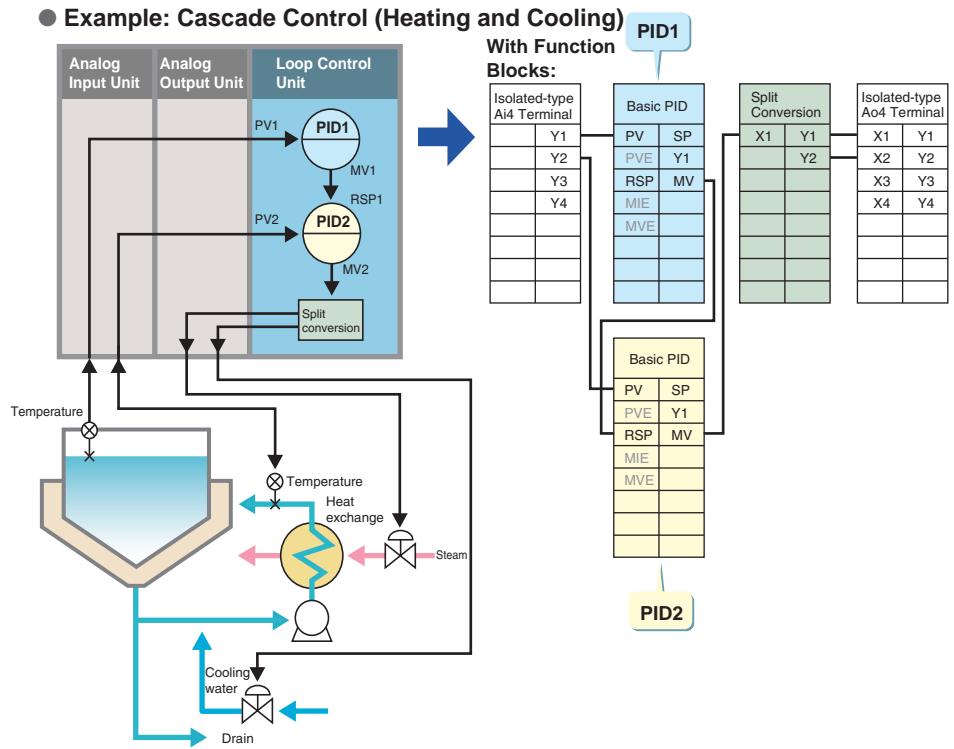 ● Example: Cascade Control (Heating and Cooling)
Analog
Input Unit
Analog
Output Unit
Loop Control
Unit
PV1
PID1
MV1
RSP1
PV2
PID2
MV2
Split
conversion
Temperature
Temperature
Heat
exchange
Steam
Cooling
water
Drain
With Function
Blocks:
PID1
Isolated-type
Ai4 Terminal
Y1
Y2
Y3
Y4
Basic PID
PV SP
PVE Y1
RSP MV
MIE
MVE
Split
Conversion
X1 Y1
Y2
Isolated-type
Ao4 Terminal
X1 Y1
X2 Y2
X3 Y3
X4 Y4
Basic PID
PV SP
PVE Y1
RSP MV
MIE
MVE
PID2